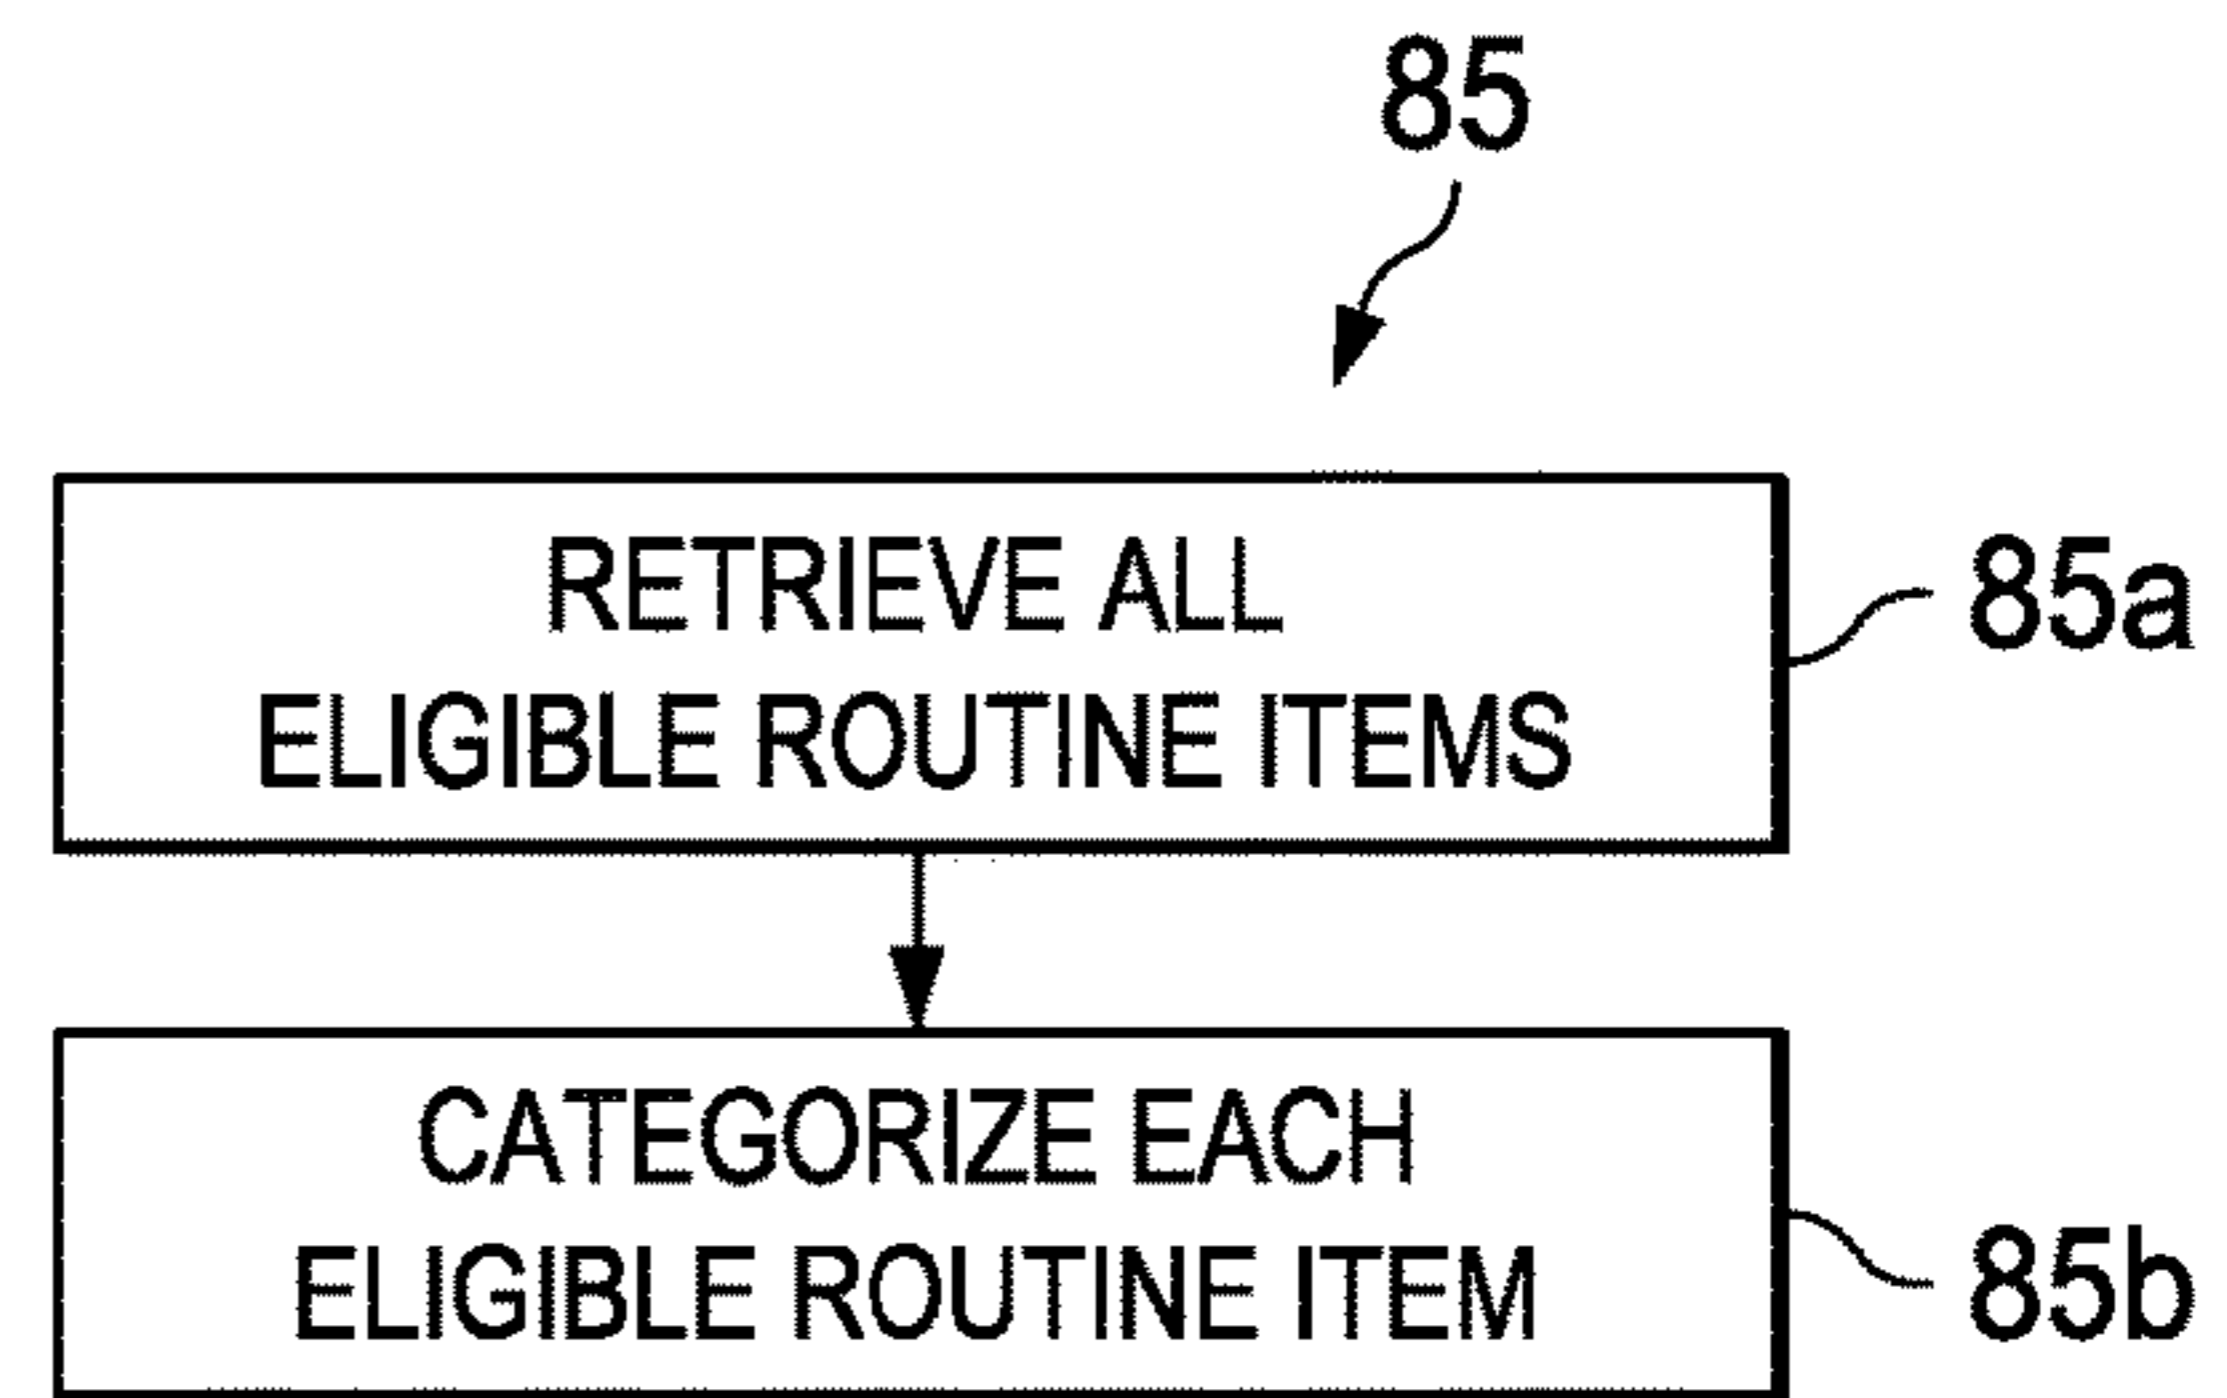 85
RETRIEVE ALL
ELIGIBLE ROUTINE ITEMS
85a
CATEGORIZE EACH
ELIGIBLE ROUTINE ITEM
85b